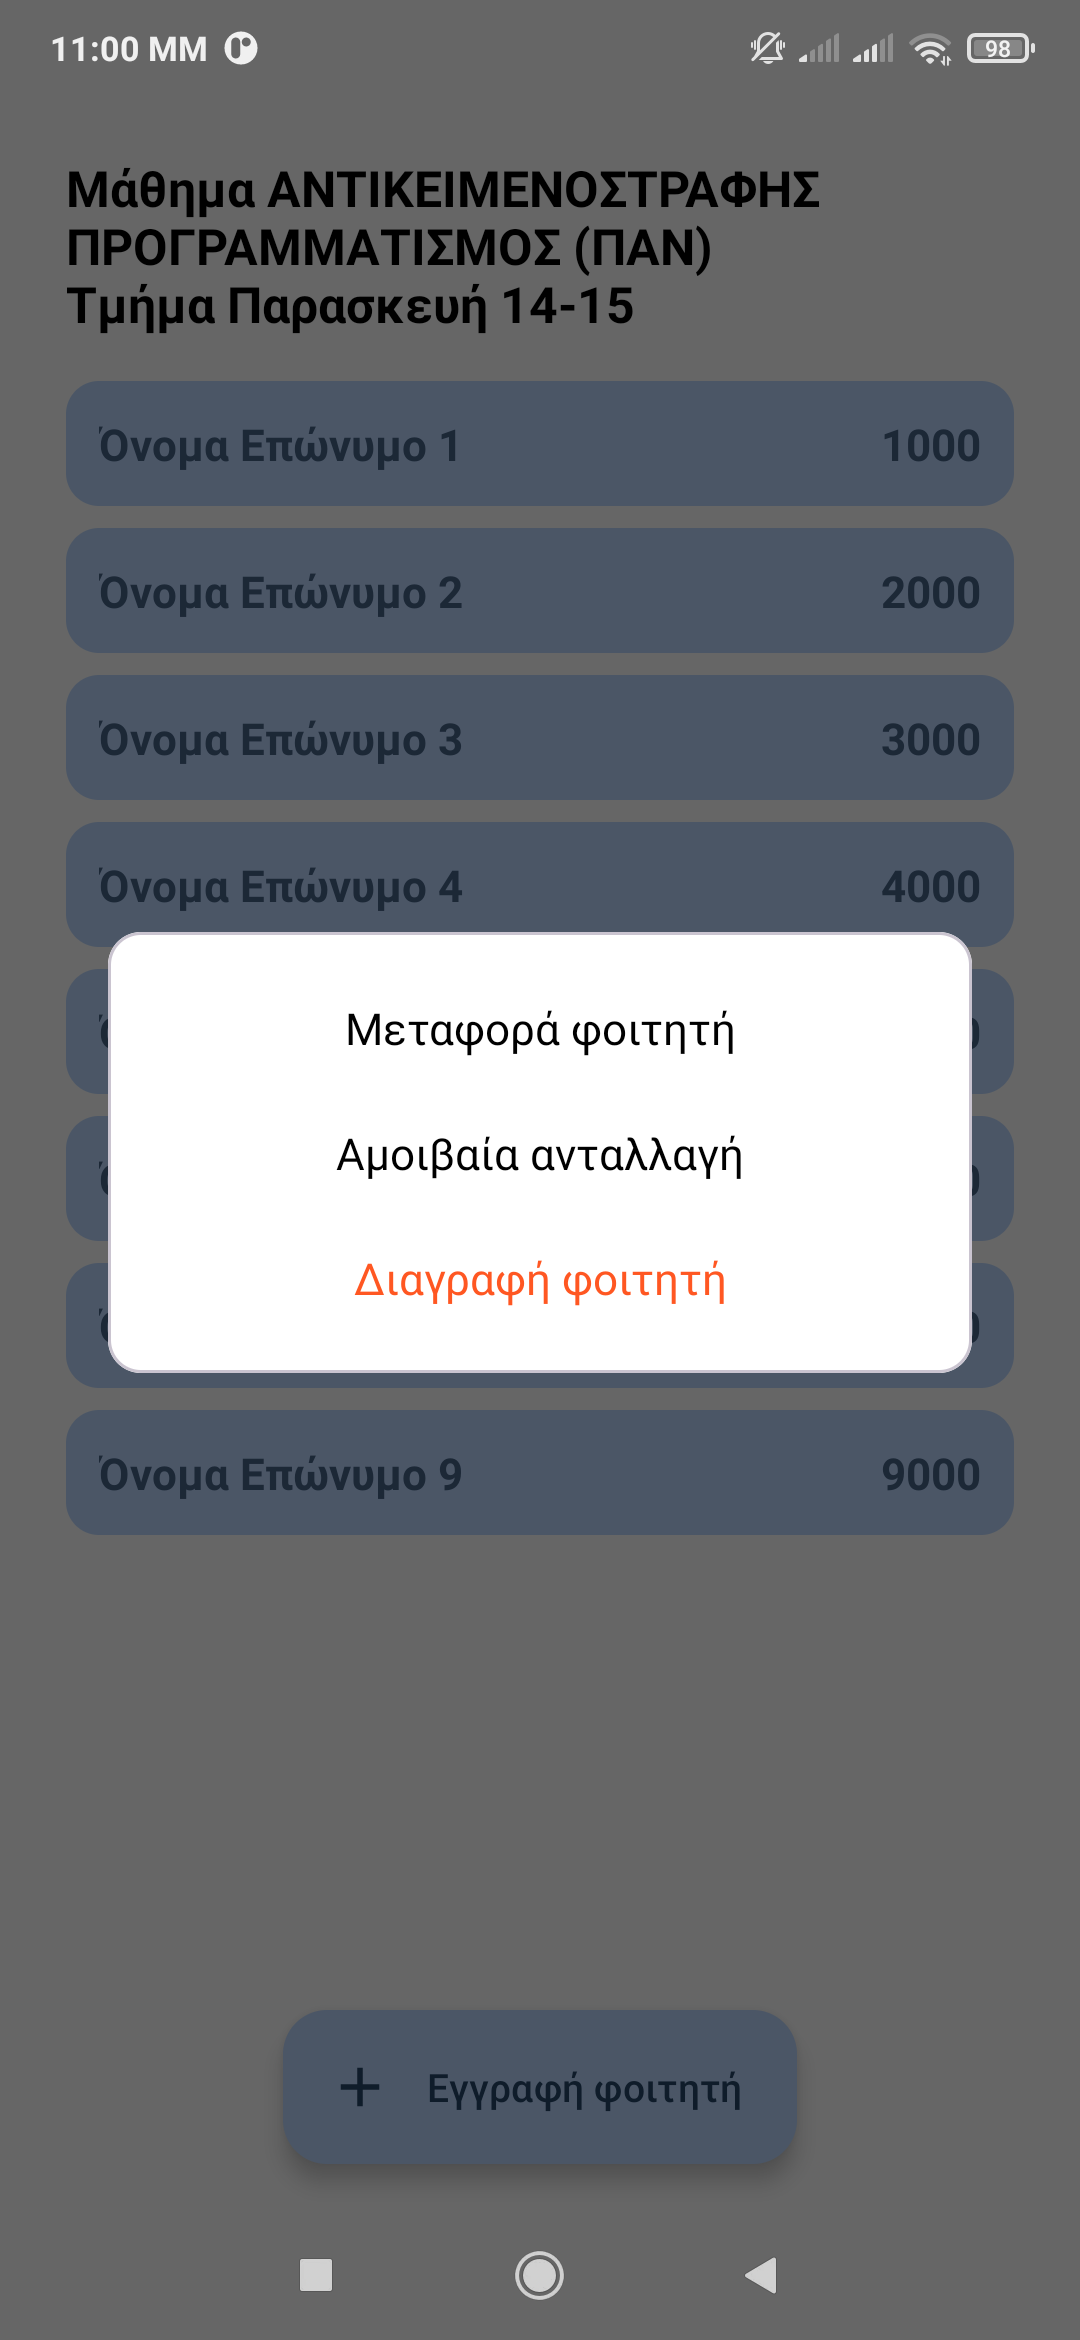 11:00 ΜΜ
98
Μάθημα ΑΝΤΙΚΕΙΜΕΝΟΣΤΡΑΦΗΣ
ΠΡΟΓΡΑΜΜΑΤΙΣΜΟΣ (ΠΑΝ)
Τμήμα Παρασκευή 14-15
Όνομα Επώνυμο 1 1000
Όνομα Επώνυμο 2 2000
Όνομα Επώνυμο 3 3000
Όνομα Επώνυμο 4 4000
Μεταφορά φοιτητή
Αμοιβαία ανταλλαγή
Διαγραφή φοιτητή
Όνομα Επώνυμο 9 9000
Εγγραφή φοιτητή